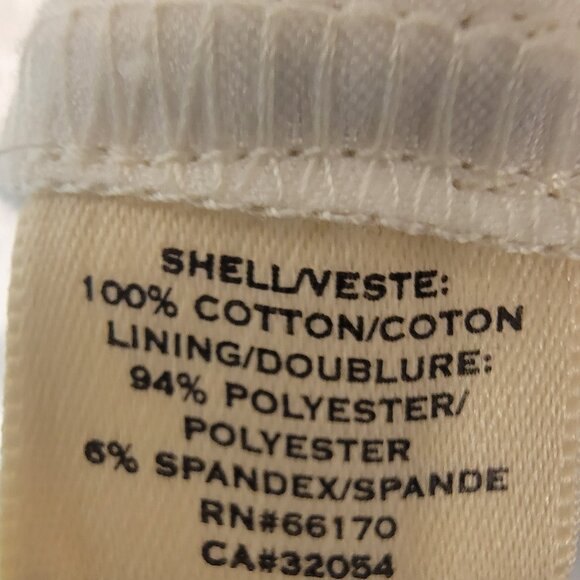 SHELL/VESTE:
100% COTTON/COTON
LINING/DOUBLURE:
94% POLYESTER/
POLYESTER
6% SPANDEX/SPANDE
RN#66170
CA#32054